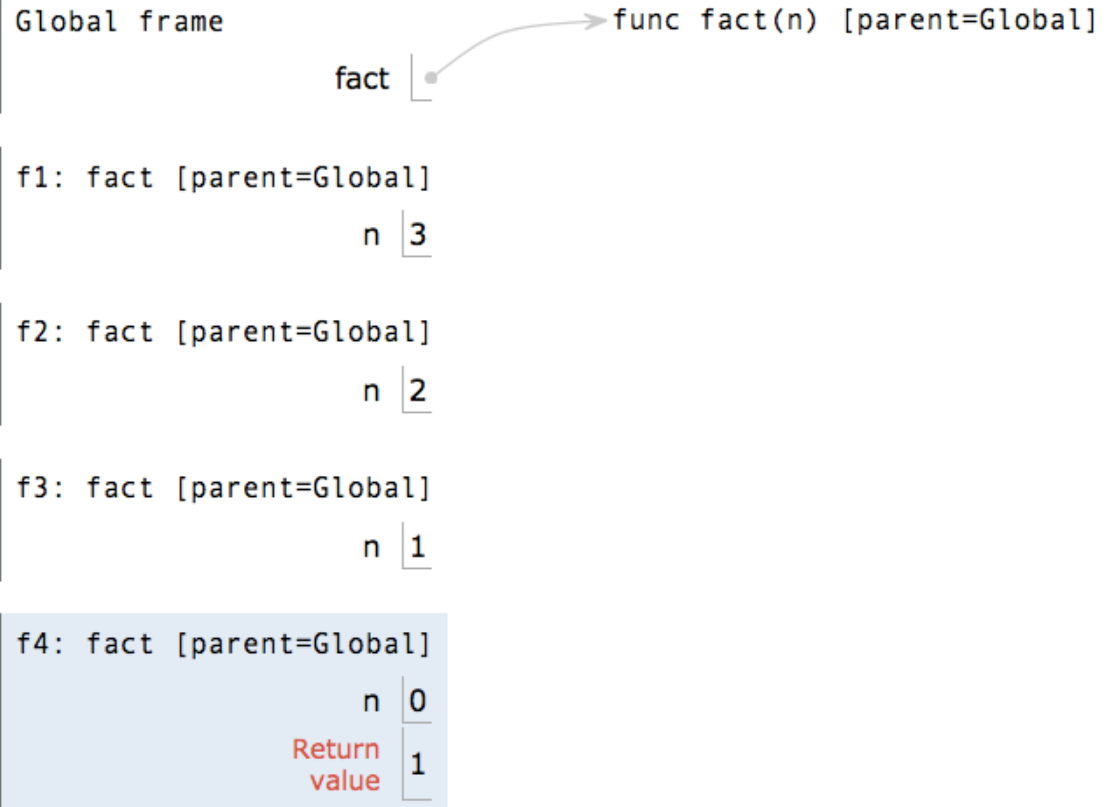 Global frame
func fact(n) [parent=Global]
fact
f1: fact [parent=Global]
n 3
f2: fact [parent=Global]
n 2
f3: fact [parent=Global]
n 1
f4: fact [parent=Global]
n 0
Return
value 1